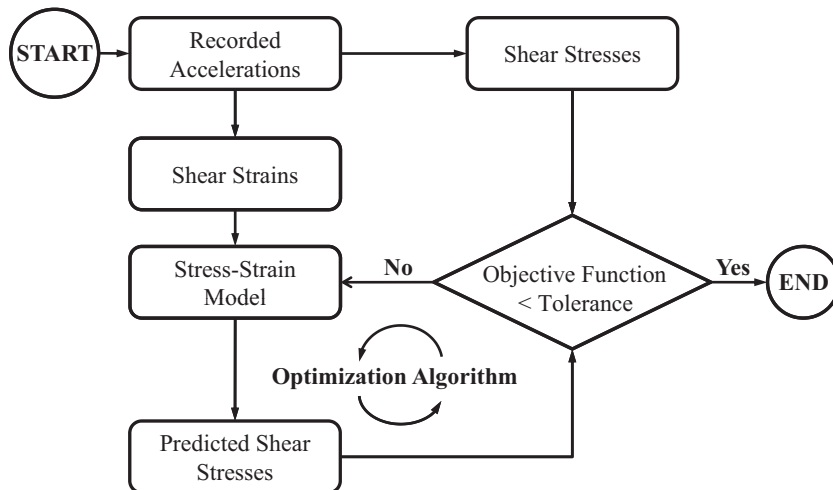 START
Recorded
Accelerations
Shear Stresses
Shear Strains
Stress-Strain
Model
No
Objective Function
< Tolerance
Yes
END
Optimization Algorithm
Predicted Shear
Stresses